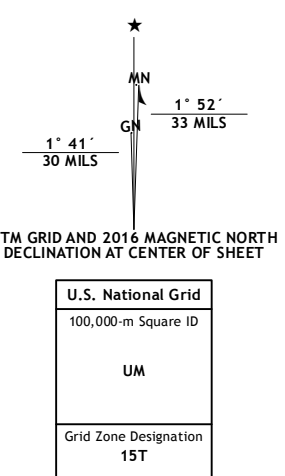 ★
MN
1° 52´
33 MILS
GN
1° 41´
30 MILS
TM GRID AND 2016 MAGNETIC NORTH
DECLINATION AT CENTER OF SHEET
U.S. National Grid
100,000-m Square ID
UM
Grid Zone Designation
15T